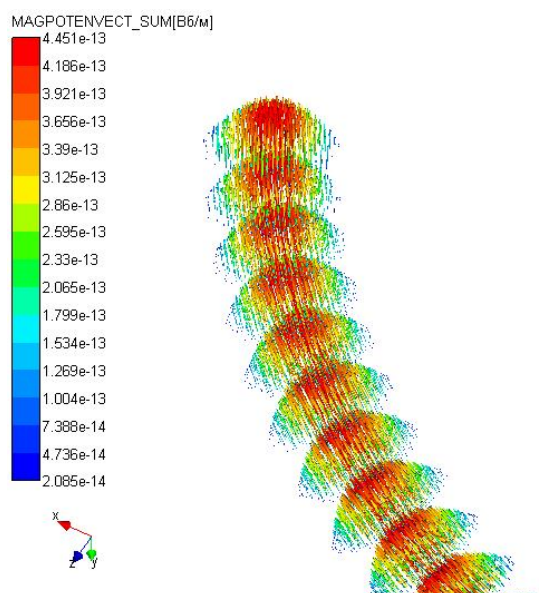 MAGPOTENVECT_SUM[Вб/м]
4.451e-13
4.186e-13
3.921e-13
3.656e-13
3.39e-13
3.125e-13
2.86e-13
2.595e-13
2.33e-13
2.065e-13
1.799e-13
1.534e-13
1.269e-13
1.004e-13
7.388e-14
4.736e-14
2.085e-14
x
z y